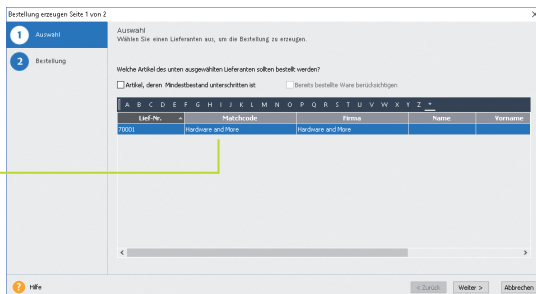 Bestellung erzeugen Seite 1 von 2
1 Auswahl
2 Bestellung
Auswahl
Wählen Sie einen Lieferanten aus, um die Bestellung zu erzeugen.
Welche Artikel des unten ausgewählten Lieferanten sollten bestellt werden?
Artikel, deren Mindestbestand unterschritten ist Bereits bestellte Ware berücksichtigen
A B C D E F G H I J K L M N O P Q R S T U V W X Y Z *
Lief-Nr. Matchcode Firma Name Vorname
70001 Hardware and More Hardware and More
? Hilfe < Zurück Weiter > Abbrechen